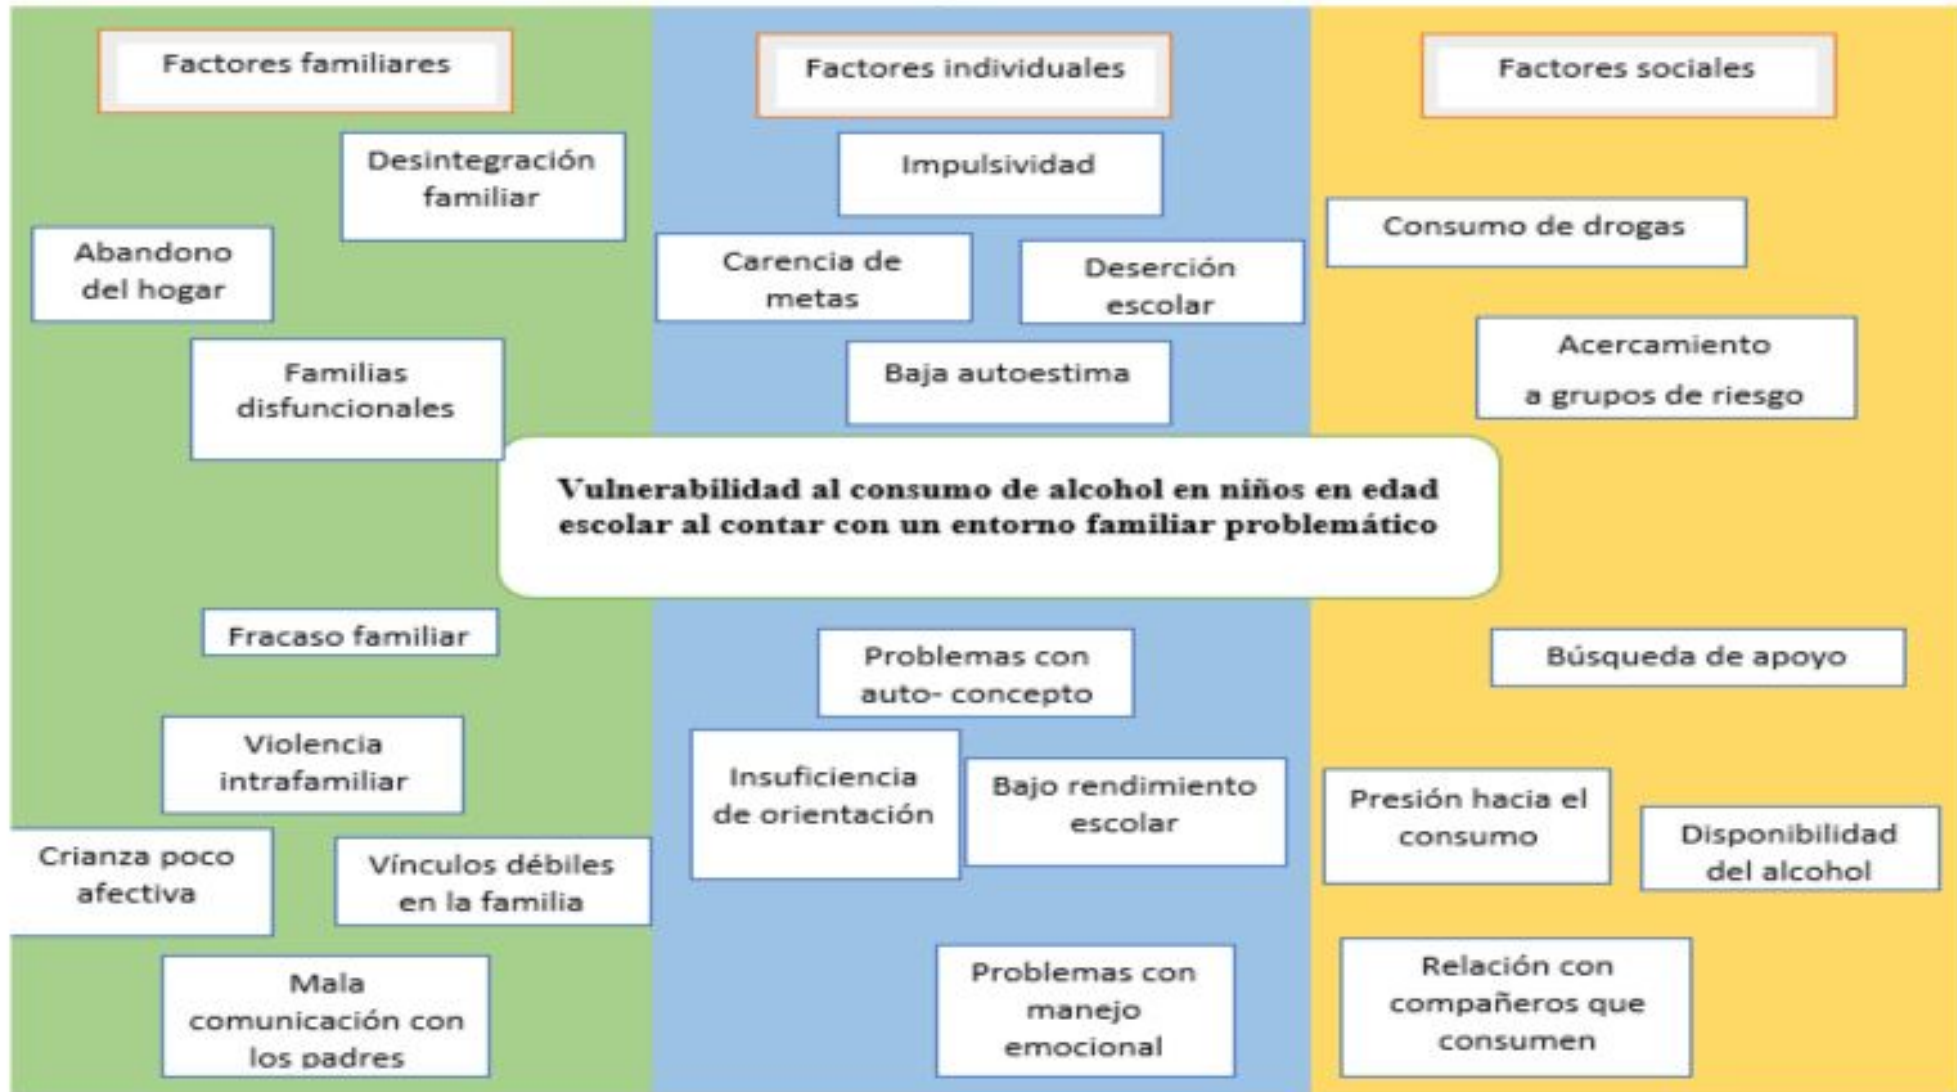 Factores familiares
Desintegración
familiar
Abandono
del hogar
Familias
disfuncionales
Fracaso familiar
Violencia
intrafamiliar
Crianza poco
afectiva
Vínculos débiles
en la familia
Mala
comunicación con
los padres
Factores individuales
Impulsividad
Carencia de
metas
Deserción
escolar
Baja autoestima
Vulnerabilidad al consumo de alcohol en niños en edad
escolar al contar con un entorno familiar problemático
Problemas con
auto- concepto
Insuficiencia
de orientación
Bajo rendimiento
escolar
Problemas con
manejo
emocional
Factores sociales
Consumo de drogas
Acercamiento
a grupos de riesgo
Búsqueda de apoyo
Presión hacia el
consumo
Disponibilidad
del alcohol
Relación con
compañeros que
consumen